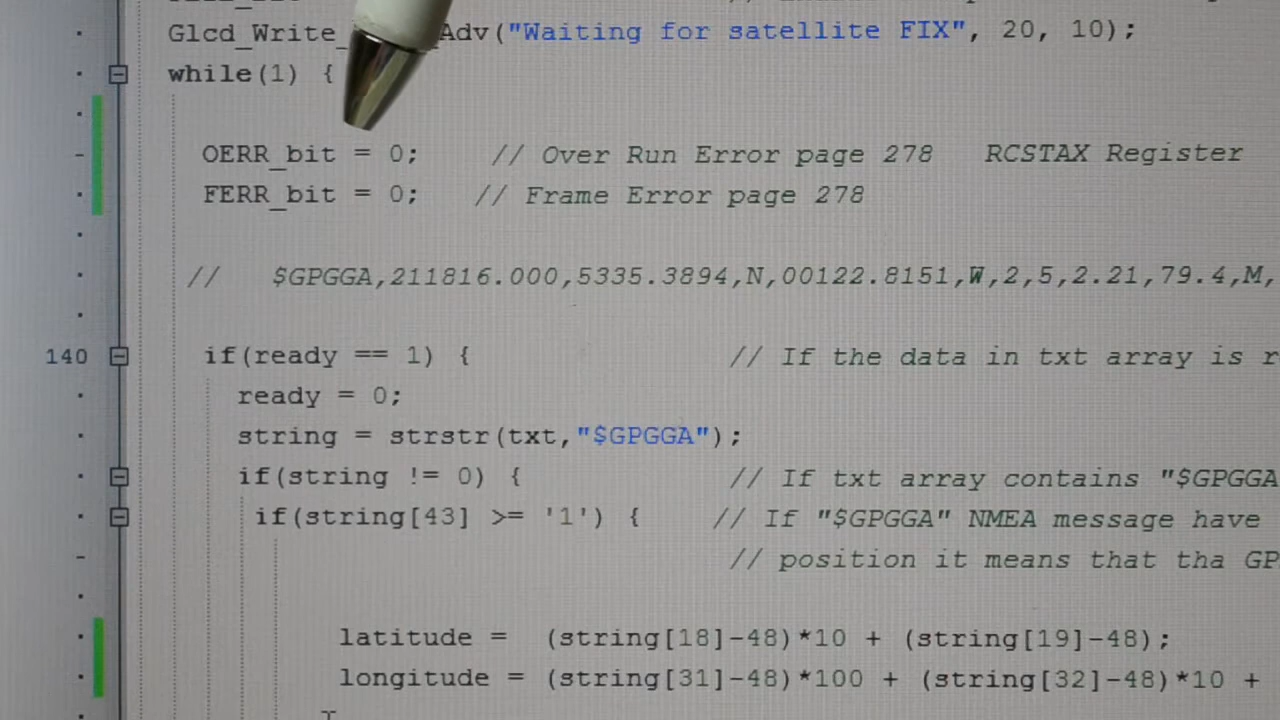 Glcd_Write_ Adv("Waiting for satellite FIX", 20, 10);
while(1) {
OERR_bit = 0; // Over Run Error page 278 RCSTAX Register
FERR_bit = 0; // Frame Error page 278
// $GPGGA,211816.000,5335.3894,N,00122.8151,W,2,5,2.21,79.4,M,
140 if(ready == 1) { // If the data in txt array is r
ready = 0;
string = strstr(txt,"$GPGGA");
if(string != 0) { // If txt array contains "$GPGGA
if(string[43] >= '1') { // If "$GPGGA" NMEA message have
// position it means that tha GP
latitude = (string[18]-48)*10 + (string[19]-48);
longitude = (string[31]-48)*100 + (string[32]-48)*10 +